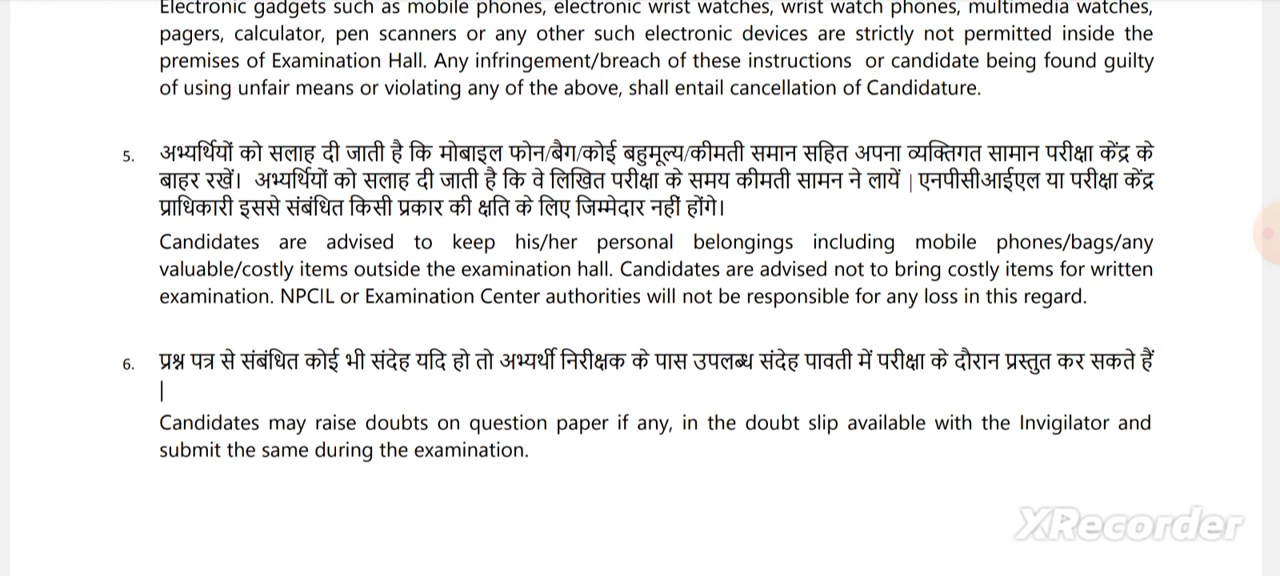 Electronic gadgets such as mobile phones, electronic wrist watches, wrist watch phones, multimedia watches,
pagers, calculator, pen scanners or any other such electronic devices are strictly not permitted inside the
premises of Examination Hall. Any infringement/breach of these instructions or candidate being found guilty
of using unfair means or violating any of the above, shall entail cancellation of Candidature.
5. अभ्यर्थियों को सलाह दी जाती है कि मोबाइल फोन/बैग/कोई बहुमूल्य/कीमती समान सहित अपना व्यक्तिगत सामान परीक्षा केंद्र के
बाहर रखें। अभ्यर्थियों को सलाह दी जाती है कि वे लिखित परीक्षा के समय कीमती सामन ने लायें | एनपीसीआईएल या परीक्षा केंद्र
प्राधिकारी इससे संबंधित किसी प्रकार की क्षति के लिए जिम्मेदार नहीं होंगे।
Candidates are advised to keep his/her personal belongings including mobile phones/bags/any
valuable/costly items outside the examination hall. Candidates are advised not to bring costly items for written
examination. NPCIL or Examination Center authorities will not be responsible for any loss in this regard.
6. प्रश्न पत्र से संबंधित कोई भी संदेह यदि हो तो अभ्यर्थी निरीक्षक के पास उपलब्ध संदेह पावती में परीक्षा के दौरान प्रस्तुत कर सकते हैं
|
Candidates may raise doubts on question paper if any, in the doubt slip available with the Invigilator and
submit the same during the examination.
XRecorder